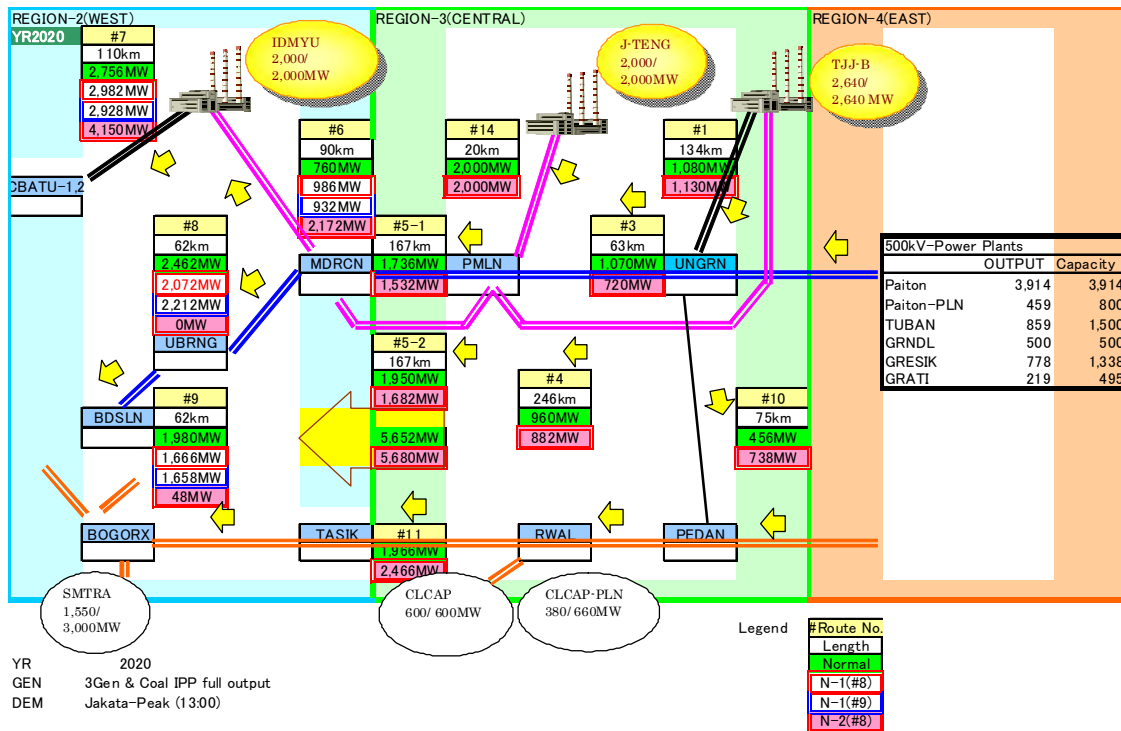 REGION-2(WEST)
REGION-3(CENTRAL)
REGION-4(EAST)
YR2020
#7
110km
2,756MW
2,982MW
2,928MW
4,150MW
IDMYU
2,000/
2,000MW
J-TENG
2,000/
2,000MW
TJJ-B
2,640/
2,640 MW
#6
90km
760MW
986MW
932MW
2,172MW
#14
20km
2,000MW
2,000MW
#1
134km
1,080MW
1,130MW
CBATU-1,2
#8
62km
2,462MW
2,072MW
2,212MW
0MW
UBRNG
MDRCN
#5-1
167km
1,736MW
1,532MW
PMLN
#3
63km
1,070MW
720MW
UNGRN
500kV-Power Plants
OUTPUT Capacity
Paiton 3,914 3,914
Paiton-PLN 459 800
TUBAN 859 1,500
GRNDL 500 500
GRESIK 778 1,338
GRATI 219 495
#5-2
167km
1,950MW
1,682MW
5,652MW
5,680MW
#4
246km
960MW
882MW
#10
75km
456MW
738MW
BDSLN
#9
62km
1,980MW
1,666MW
1,658MW
48MW
BOGORX
TASIK
#11
1,966MW
2,466MW
RWAL
PEDAN
SMTRA
1,550/
3,000MW
CLCAP
600/ 600MW
CLCAP-PLN
380/660MW
Legend
#Route No.
Length
Normal
N-1(#8)
N-1(#9)
N-2(#8)
YR 2020
GEN 3Gen & Coal IPP full output
DEM Jakata-Peak (13:00)